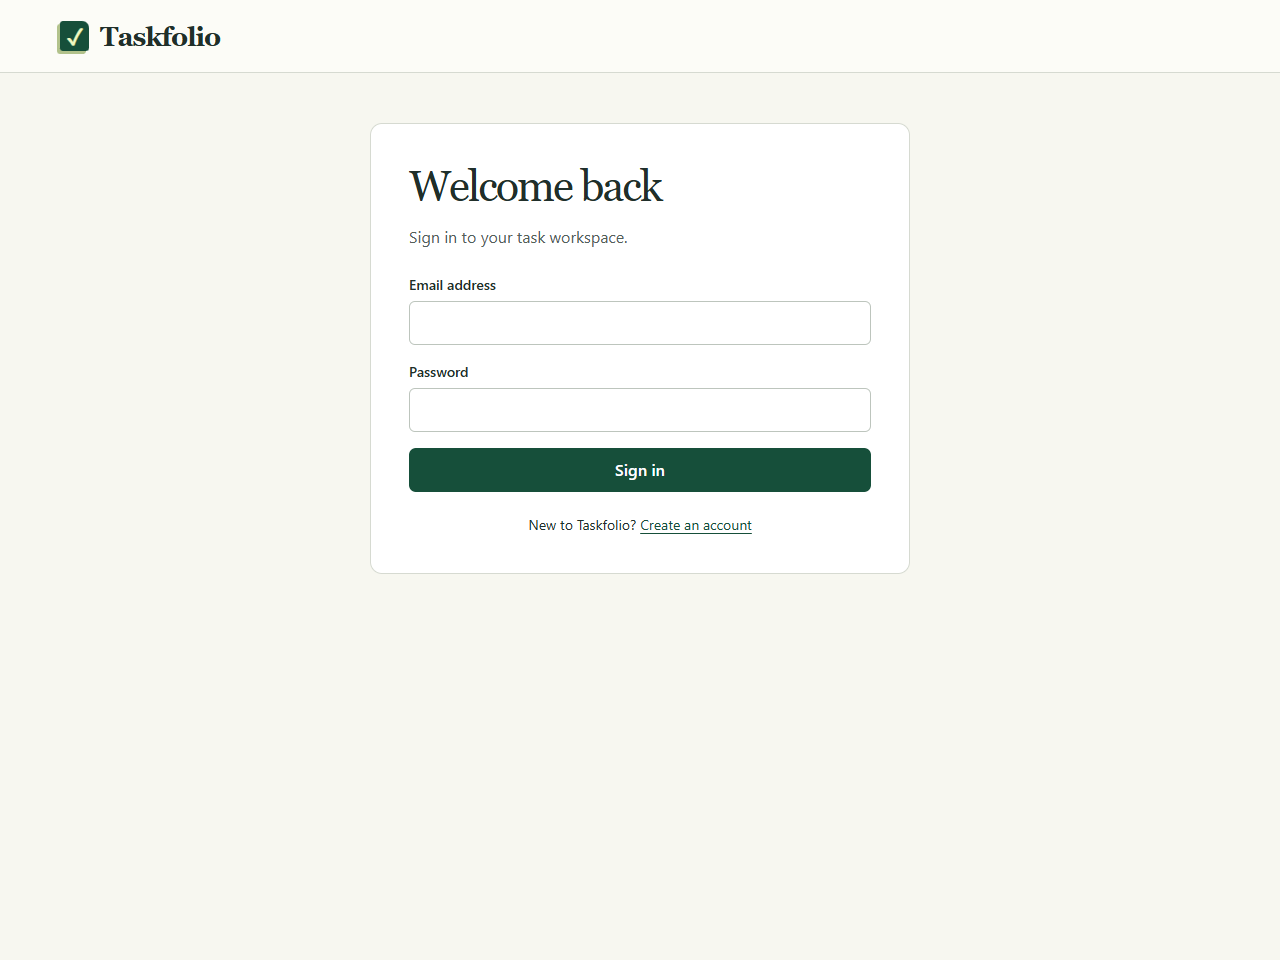 Taskfolio
Welcome back
Sign in to your task workspace.
Email address
Password
Sign in
New to Taskfolio? Create an account